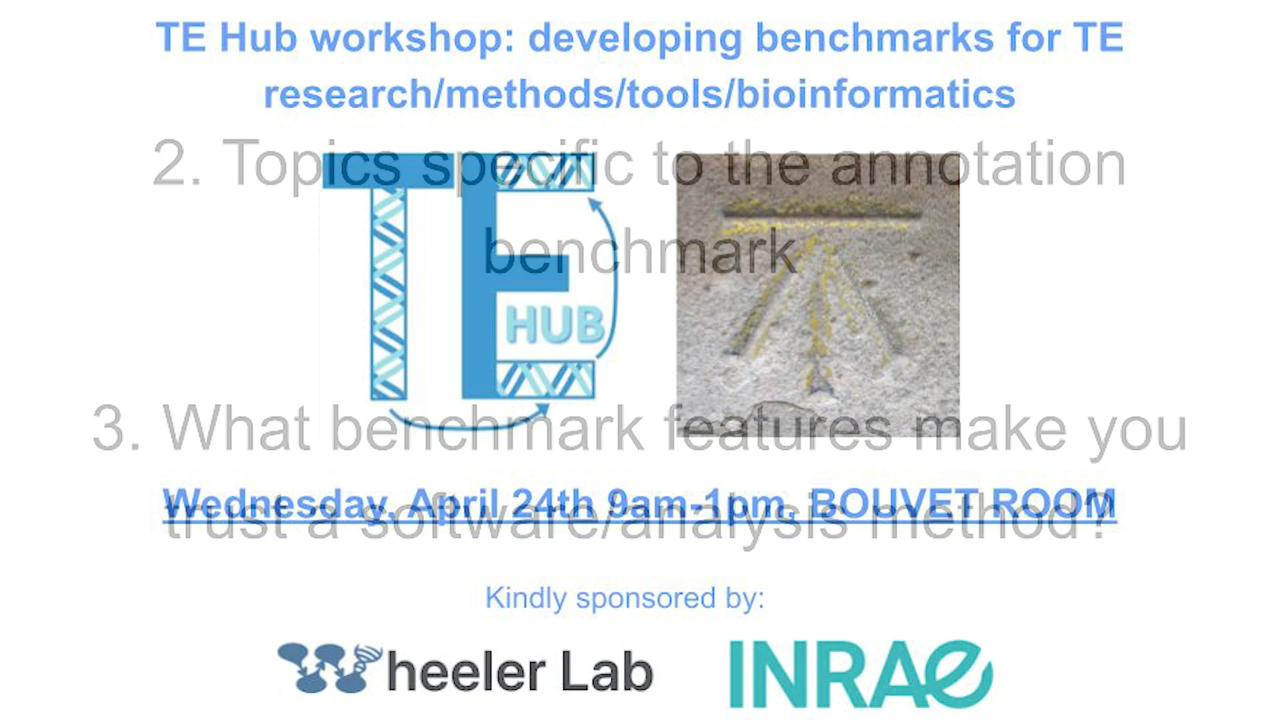 TE Hub workshop: developing benchmarks for TE
research/methods/tools/bioinformatics
2. Topics specific to the annotation
benchmark
TE
HUB
3. What benchmark features make you
trust a software/analysis method?
Wednesday, April 24th 9am-1pm, BOUVET ROOM
Kindly sponsored by:
Wheeler Lab
INRAE